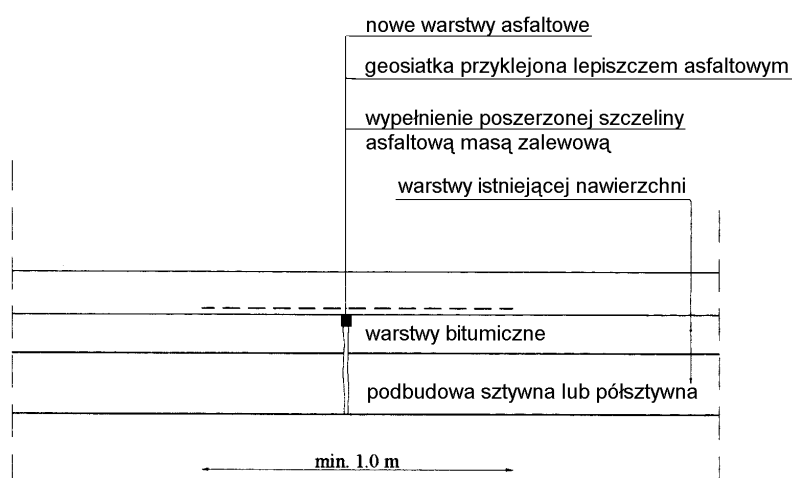 nowe warstwy asfaltowe
geosiatka przyklejona lepiszczem asfaltowym
wypełnienie poszerzonej szczeliny
asfaltową masą zalewową
warstwy istniejącej nawierzchni
warstwy bitumiczne
podbudowa sztywna lub półsztywna
min. 1.0 m